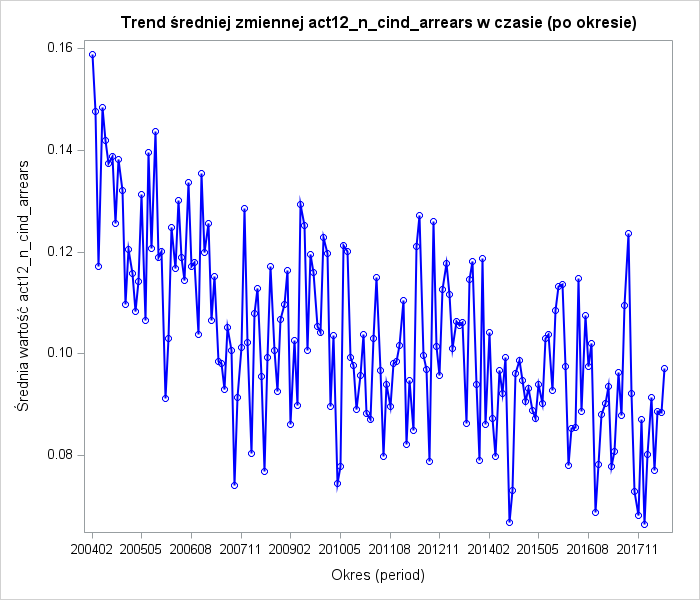 Trend średniej zmiennej act12_n_cind_arrears w czasie (po okresie)
0.16
0.14
0.12
0.10
0.08
Średnia wartość act12_n_cind_arrears
200402 200505 200608 200711 200902 201005 201108 201211 201402 201505 201608 201711
Okres (period)